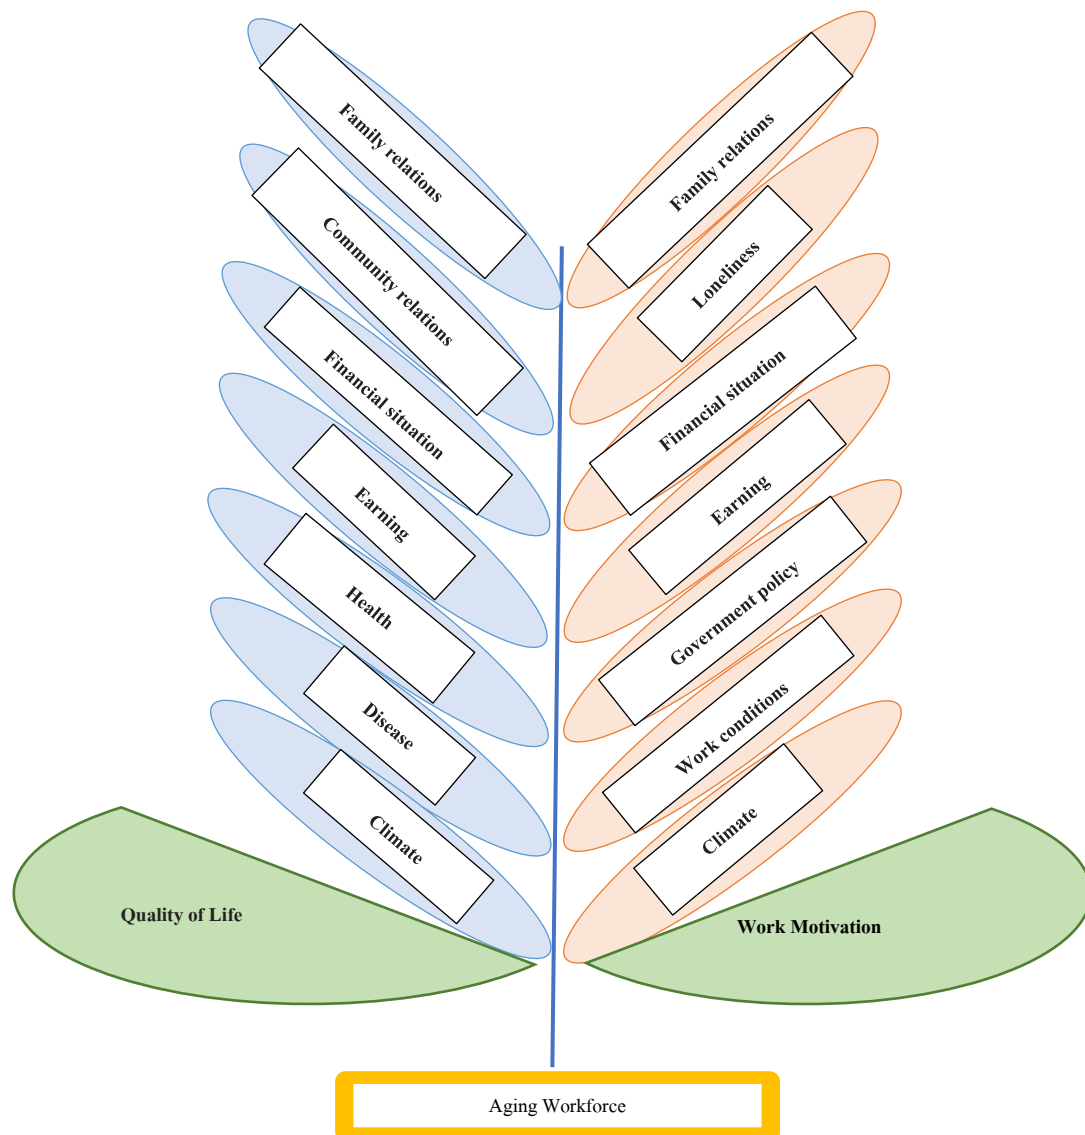 Family relations
Community relations
Financial situation
Earning
Health
Disease
Climate
Quality of Life
Family relations
Loneliness
Financial situation
Earning
Government policy
Work conditions
Climate
Work Motivation
Aging Workforce